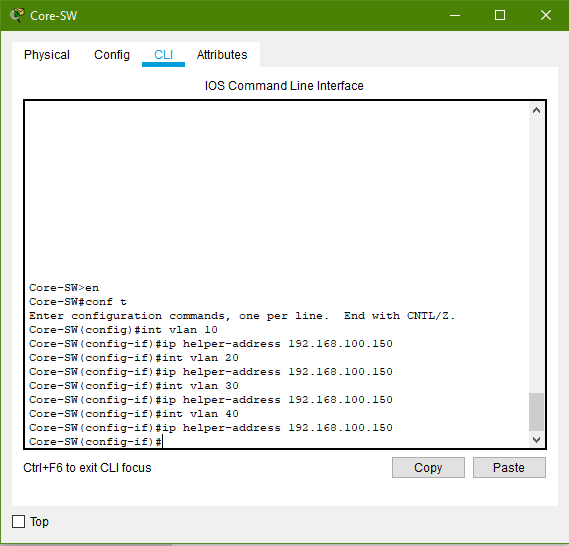 Core-SW
Physical Config CLI Attributes
IOS Command Line Interface
Core-SW>en
Core-SW#conf t
Enter configuration commands, one per line.  End with CNTL/Z.
Core-SW(config)#int vlan 10
Core-SW(config-if)#ip helper-address 192.168.100.150
Core-SW(config-if)#int vlan 20
Core-SW(config-if)#ip helper-address 192.168.100.150
Core-SW(config-if)#int vlan 30
Core-SW(config-if)#ip helper-address 192.168.100.150
Core-SW(config-if)#int vlan 40
Core-SW(config-if)#ip helper-address 192.168.100.150
Core-SW(config-if)#
Ctrl+F6 to exit CLI focus Copy Paste
Top